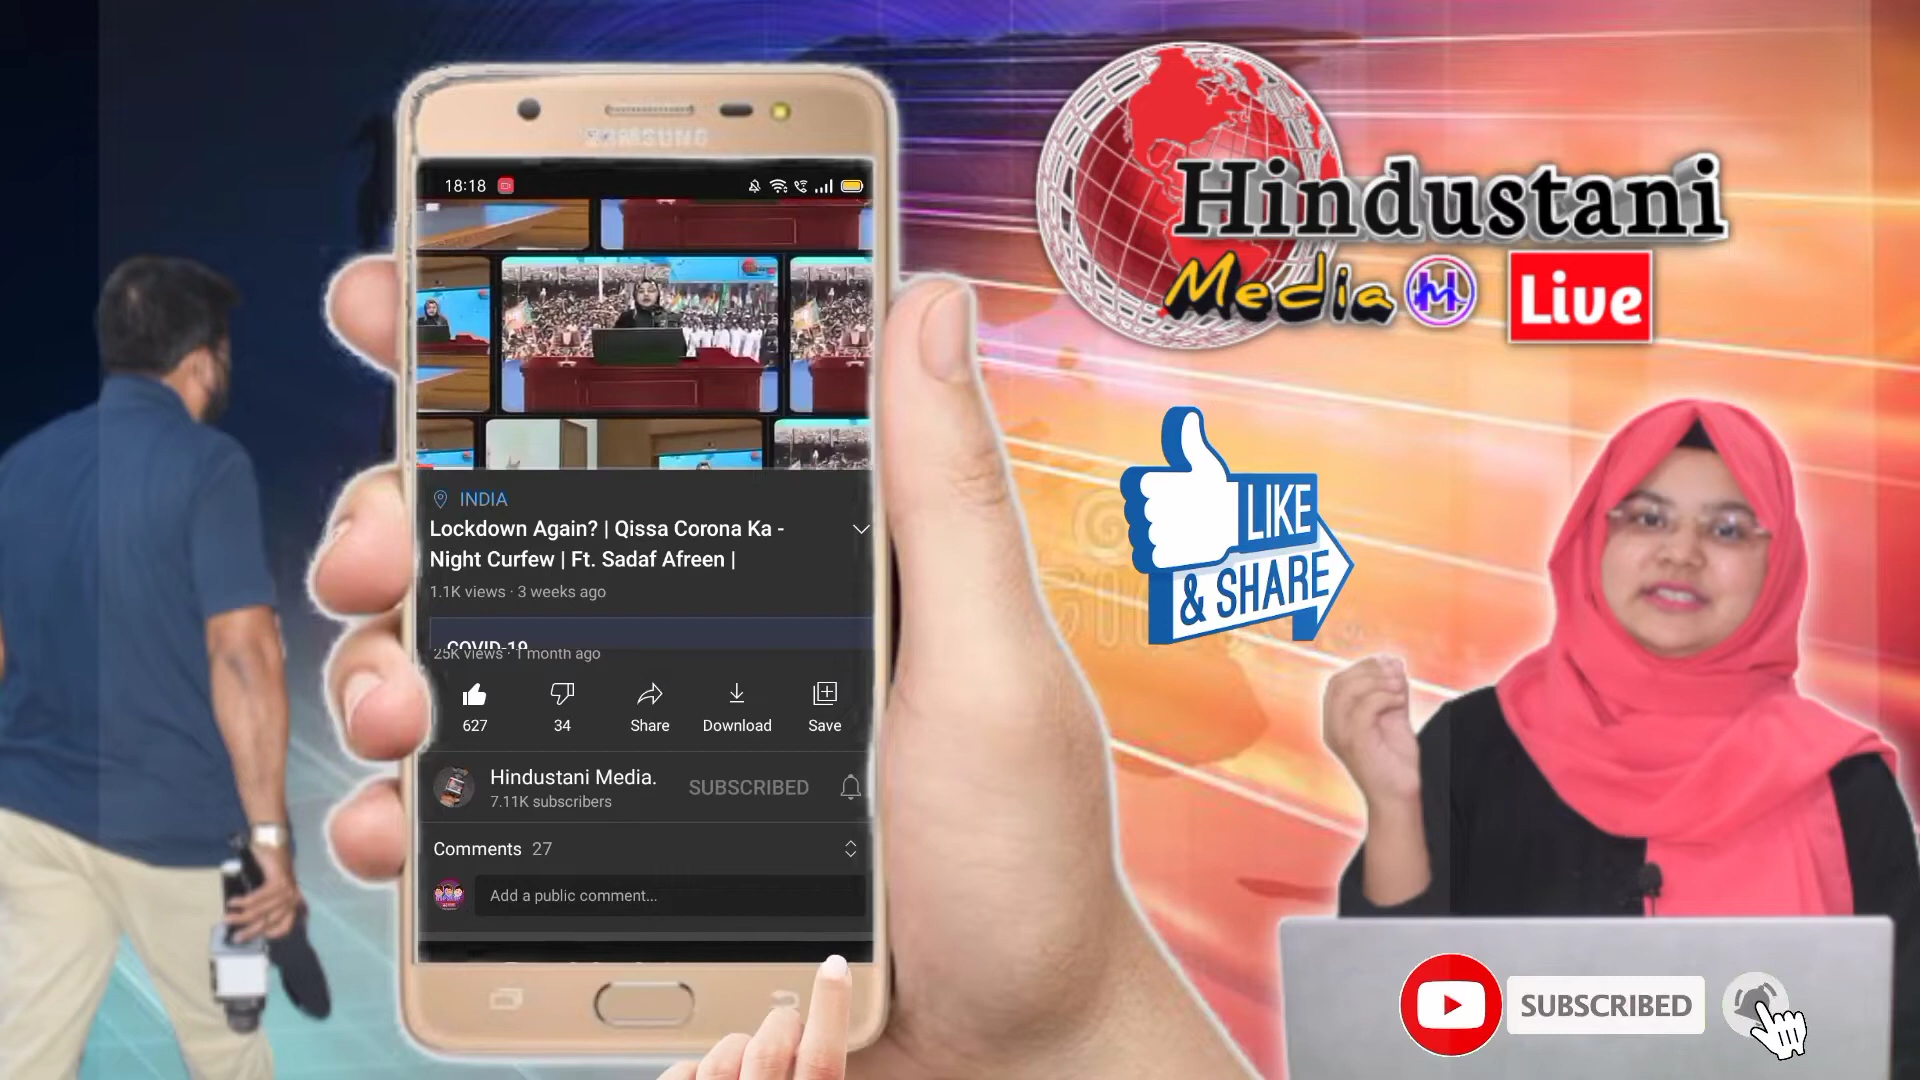 SAMSUNG
18:18
INDIA
Lockdown Again? | Qissa Corona Ka -
Night Curfew | Ft. Sadaf Afreen |
1.1K views · 3 weeks ago
COVID-19
25K views · 1 month ago
627
34
Share
Download
Save
Hindustani Media.
7.11K subscribers
SUBSCRIBED
Comments 27
Add a public comment...
Hindustani
Media
Live
LIKE
& SHARE
SUBSCRIBED